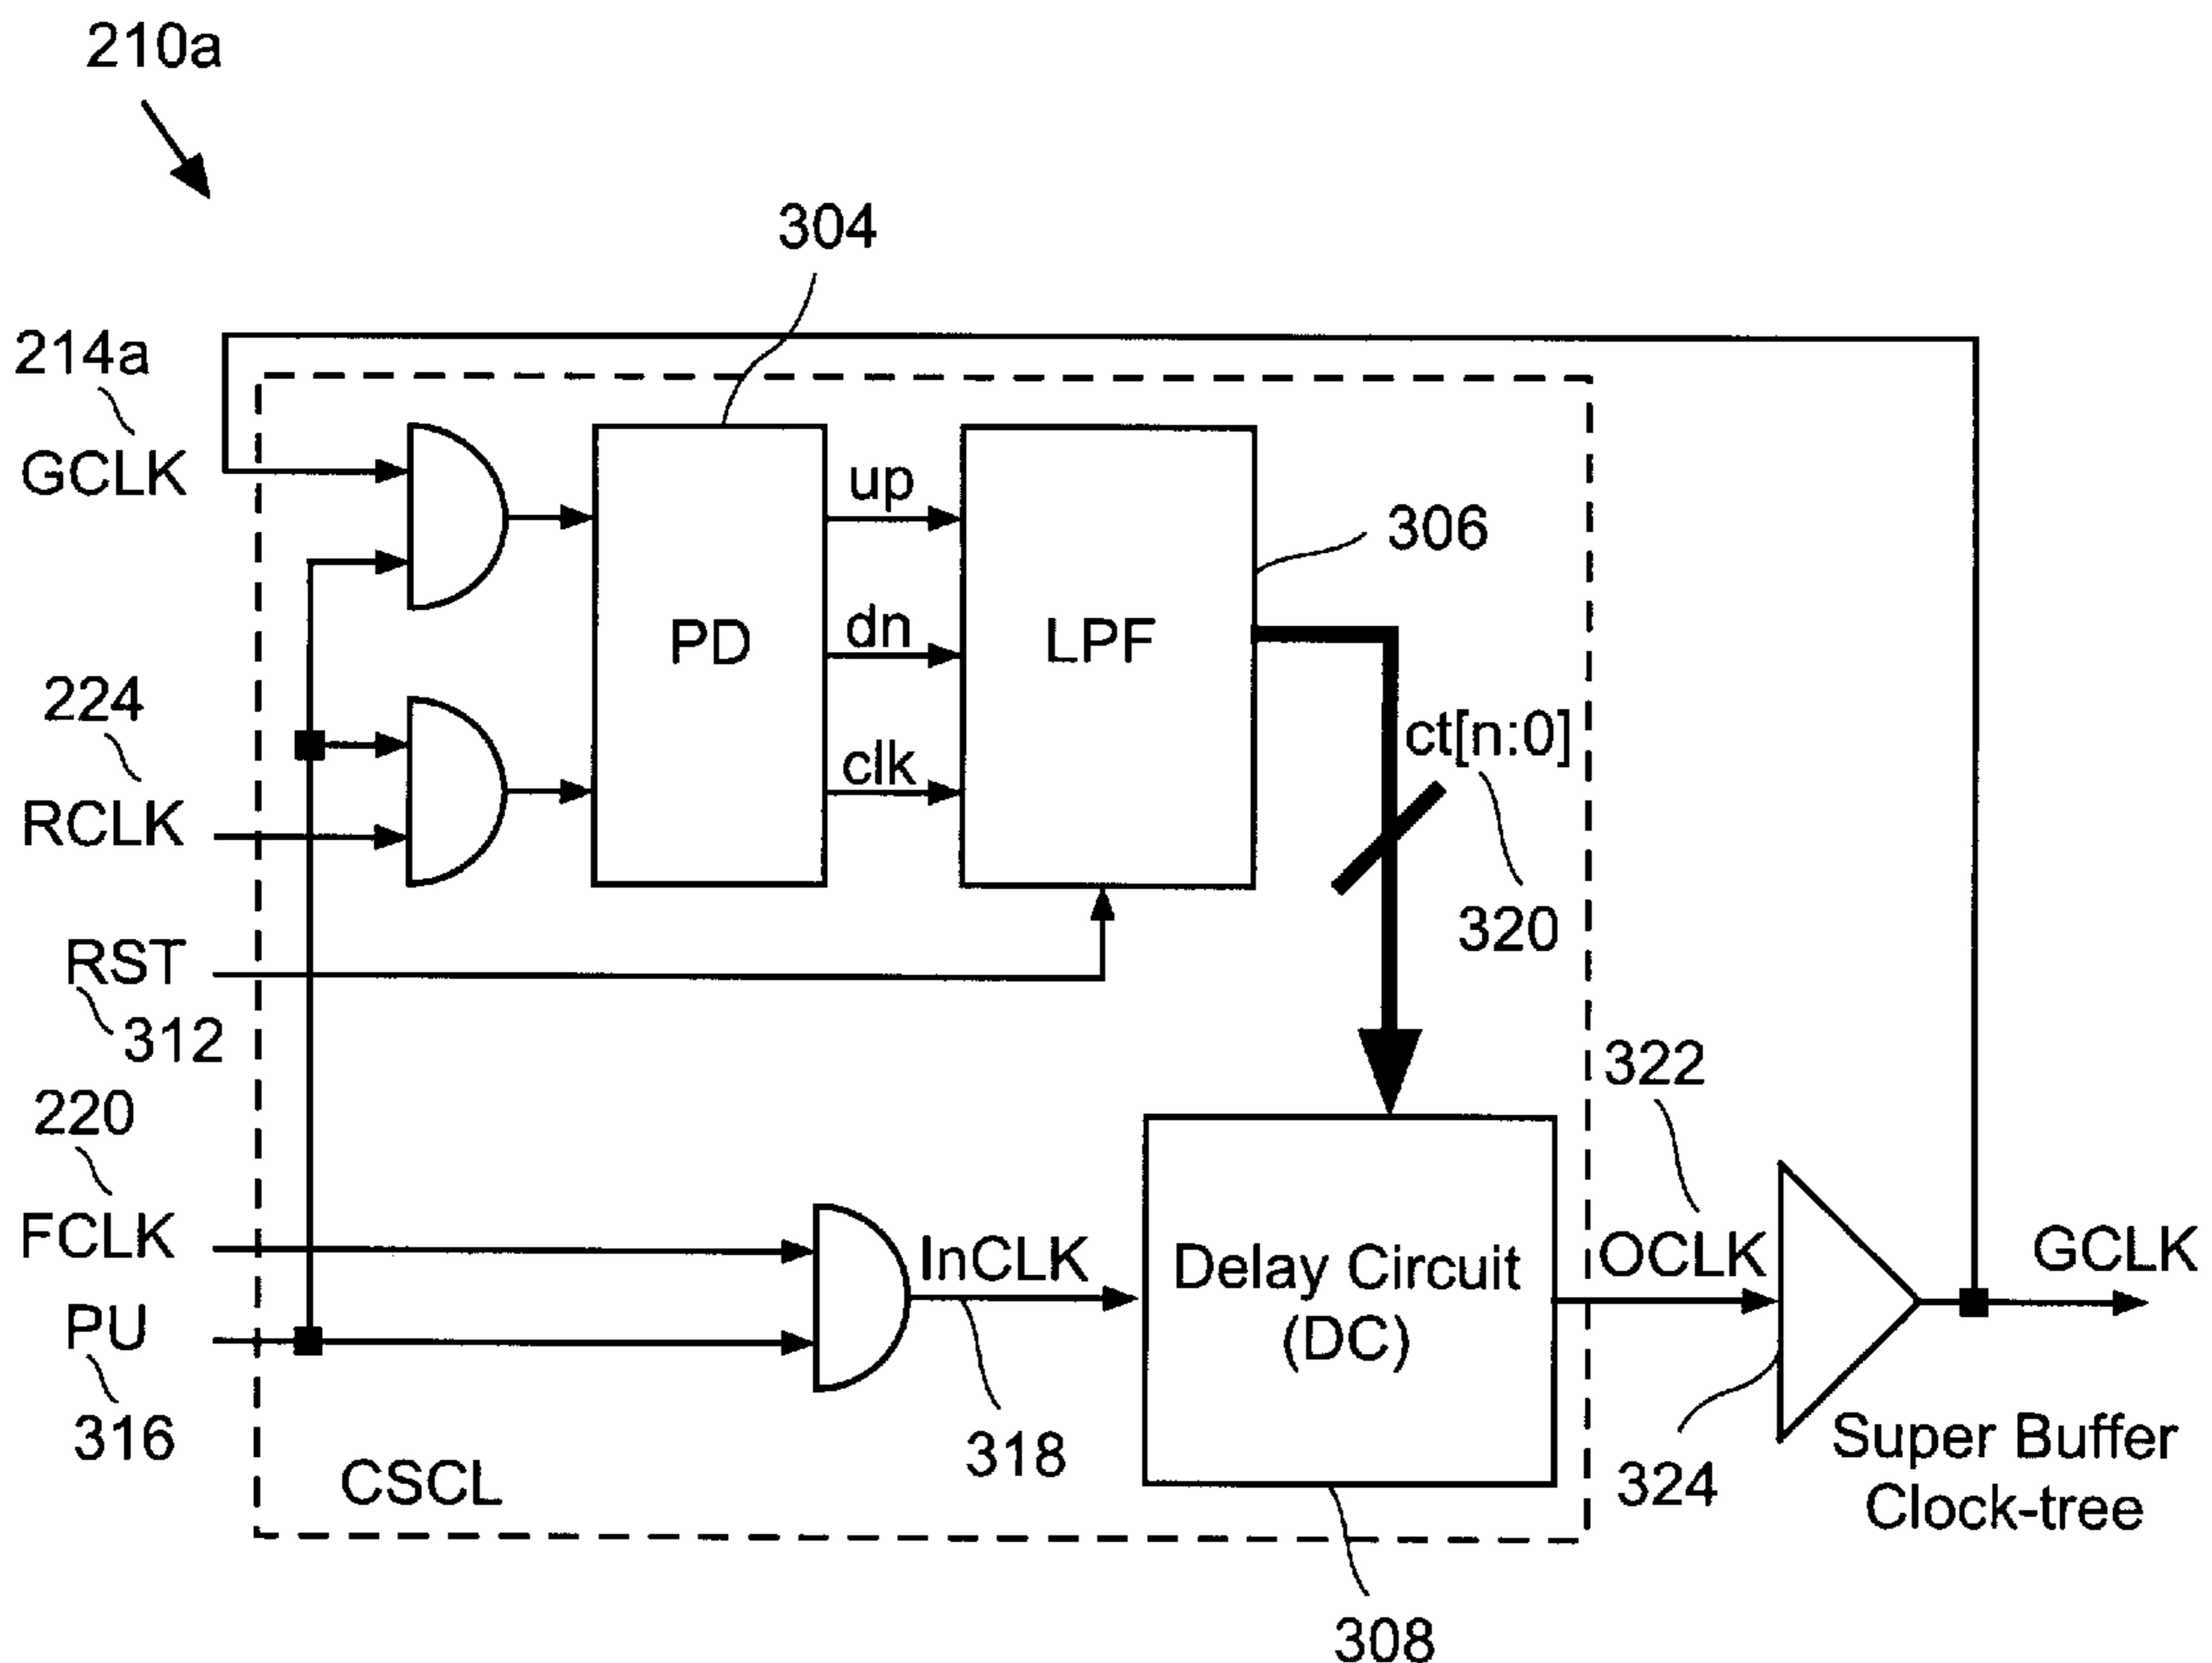 210a
304
214a
GCLK
up
306
PD
dn
LPF
224
ct[n:0]
clk
RCLK
320
RST
312
322
220
FCLK
InCLK
Delay Circuit
(DC)
OCLK
GCLK
PU
316
318
324
Super Buffer
Clock-tree
CSCL
308